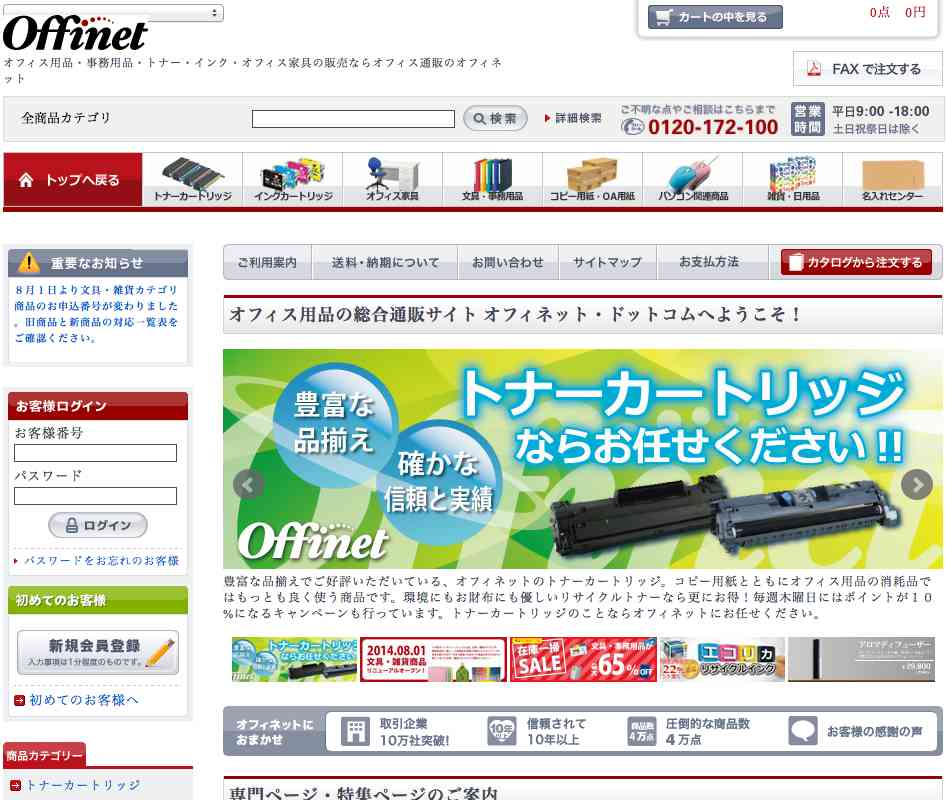 Offinet
カートの中を見る
0点 0円
オフィス用品・事務用品・トナー・インク・オフィス家具の販売ならオフィス通販のオフィネ
ット
FAX で注文する
全商品カテゴリ
検索
詳細検索
ご不明な点やご相談はこちらまで
0120-172-100
営業
時間
平日9:00 -18:00
土日祝祭日は除く
トップへ戻る
トナーカートリッジ
インクカートリッジ
オフィス家具
文具・事務用品
コピー用紙・OA用紙
パソコン関連商品
雑貨・日用品
名入れセンター
重要なお知らせ
8月1日より文具・雑貨カテゴリ
商品のお申込番号が変わりました
。旧商品と新商品の対応一覧表を
ご確認ください。
お客様ログイン
お客様番号
パスワード
ログイン
パスワードをお忘れのお客様
初めてのお客様
新規会員登録
入力事項は1分程度のものです。
初めてのお客様へ
商品カテゴリー
トナーカートリッジ
ご利用案内
送料・納期について
お問い合わせ
サイトマップ
お支払方法
カタログから注文する
オフィス用品の総合通販サイト オフィネット・ドットコムへようこそ！
豊富な
品揃え
確かな
信頼と実績
トナーカートリッジ
ならお任せください!!
Offinet
豊富な品揃えでご好評いただいている、オフィネットのトナーカートリッジ。コピー用紙とともにオフィス用品の消耗品で
はもっとも良く使う商品です。環境にもお財布にも優しいリサイクルトナーなら更にお得！毎週木曜日にはポイントが１０
%になるキャンペーンも行っています。トナーカートリッジのことならオフィネットにお任せください。
トナーカートリッジ
ならお任せください
2014.08.01
文具・雑貨商品
リニューアルオープン!
在庫一掃
SALE
文具・事務用品が
最大65%OFF
エコリカ
リサイクルインク
22%
アロマディフューザー
¥29,800
オフィネットに
おまかせ
取引企業
10万社突破!
10年
信頼されて
10年以上
商品数
4万点
圧倒的な商品数
4 万点
お客様の感謝の声
専門ページ・特集ページのご案内